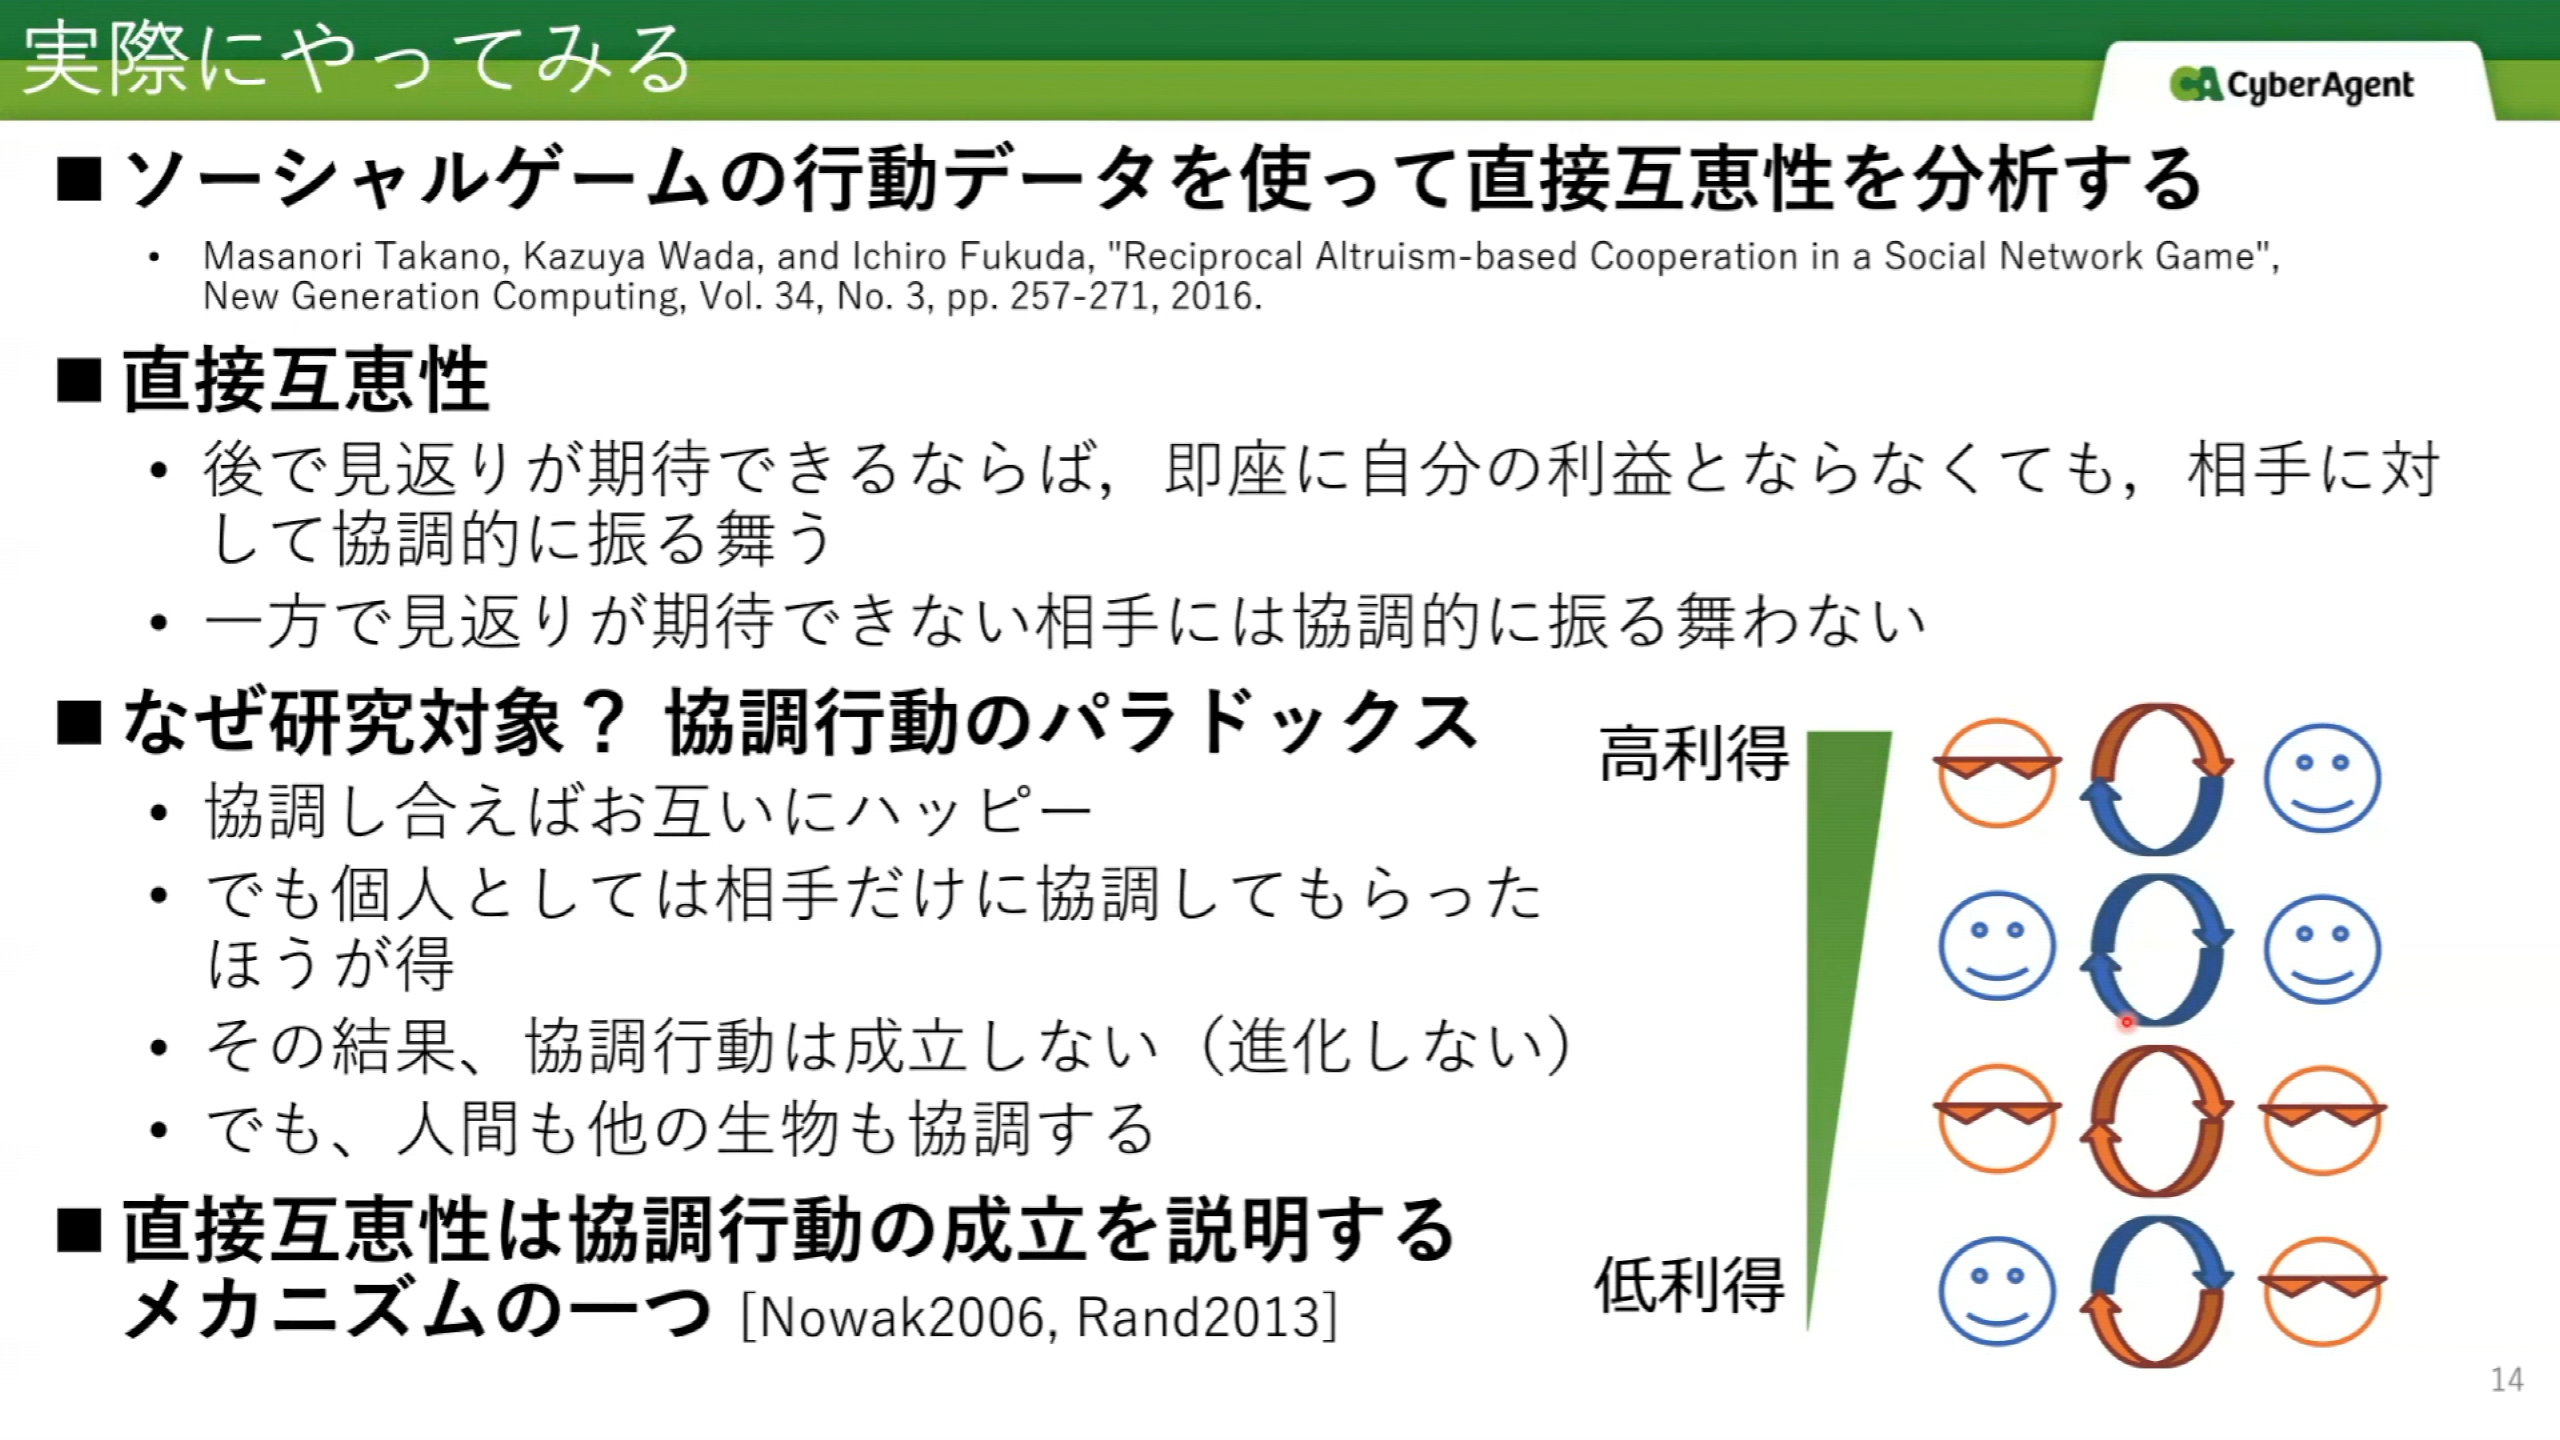 実際にやってみる
CA CyberAgent
■ソーシャルゲームの行動データを使って直接互恵性を分析する
• Masanori Takano, Kazuya Wada, and Ichiro Fukuda, "Reciprocal Altruism-based Cooperation in a Social Network Game",
New Generation Computing, Vol. 34, No. 3, pp. 257-271, 2016.
■直接互恵性
• 後で見返りが期待できるならば，即座に自分の利益とならなくても，相手に対
して協調的に振る舞う
• 一方で見返りが期待できない相手には協調的に振る舞わない
■なぜ研究対象？ 協調行動のパラドックス
• 協調し合えばお互いにハッピー
• でも個人としては相手だけに協調してもらった
ほうが得
• その結果、協調行動は成立しない（進化しない）
• でも、人間も他の生物も協調する
■直接互恵性は協調行動の成立を説明する
メカニズムの一つ [Nowak2006, Rand2013]
高利得
低利得
14